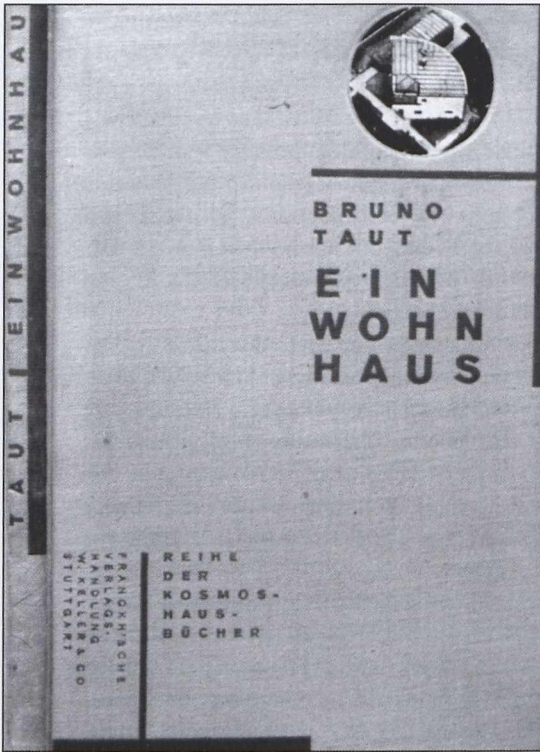 TAUT | EIN WOHNHAU
BRUNO
TAUT
EIN
WOHN
HAUS
FRANCKH'SCHE
VERLAGS-
HANDLUNG
W. KELLER & CO
STUTTGART
REIHE
DER
KOSMOS-
HAUS-
BÜCHER